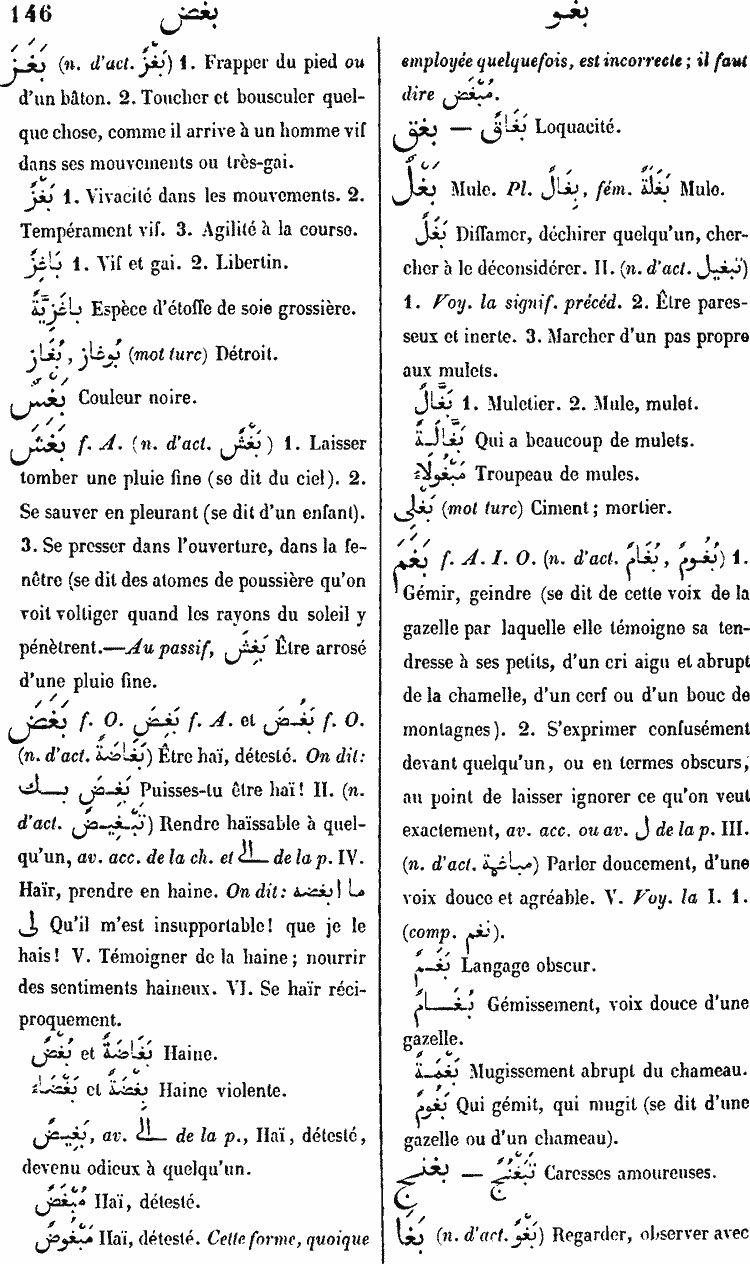 146 بغض بغو
بَغَزَ (n. d'act. بَغْزٌ) 1. Frapper du pied ou
d'un bâton. 2. Toucher et bousculer quel-
que chose, comme il arrive à un homme vif
dans ses mouvements ou très-gai.
بَغْزٌ 1. Vivacité dans les mouvements. 2.
Tempérament vif. 3. Agilité à la course.
بَاغِزٌ 1. Vif et gai. 2. Libertin.
بَاغَزِيَّةٌ Espèce d'étoffe de soie grossière.
بُوغَاز, بُغَاز (mot turc) Détroit.
بَغْسٌ Couleur noire.
بَغَشَ f. A. (n. d'act. بَغْشٌ) 1. Laisser
tomber une pluie fine (se dit du ciel). 2.
Se sauver en pleurant (se dit d'un enfant).
3. Se presser dans l'ouverture, dans la fe-
nêtre (se dit des atomes de poussière qu'on
voit voltiger quand les rayons du soleil y
pénètrent.—Au passif, بُغِشَ Être arrosé
d'une pluie fine.
بَغَضَ f. O. بَغِضَ f. A. et بَغُضَ f. O.
(n. d'act. بَغَاضَةٌ) Être haï, détesté. On dit:
بَغُضَ بك Puisses-tu être haï! II. (n.
d'act. تَبْغِيضٌ) Rendre haïssable à quel-
qu'un, av. acc. de la ch. et الى de la p. IV.
Haïr, prendre en haine. On dit: ما ابغضه
لى Qu'il m'est insupportable! que je le
hais! V. Témoigner de la haine; nourrir
des sentiments haineux. VI. Se haïr réci-
proquement.
بُغْضٌ et بَغَاضَةٌ Haine.
بَغْضَاءُ et بِغْضَةٌ Haine violente.
بَغِيضٌ, av. الى de la p., Haï, détesté,
devenu odieux à quelqu'un.
مُبْغَضٌ Haï, détesté.
مَبْغُوضٌ Haï, détesté. Cette forme, quoique
employée quelquefois, est incorrecte; il faut
dire مُبْغَض.
بغق — بُغَاقٌ Loquacité.
بَغْلٌ Mule. Pl. بِغَالٌ, fém. بَغْلَةٌ Mule.
بَغَلَ Diffamer, déchirer quelqu'un, cher-
cher à le déconsidérer. II. (n. d'act. تبغيل)
1. Voy. la signif. précéd. 2. Être pares-
seux et inerte. 3. Marcher d'un pas propre
aux mulets.
بَغَّالٌ 1. Muletier. 2. Mule, mulet.
بَغَّالَةٌ Qui a beaucoup de mulets.
مَبْغُولَاءُ Troupeau de mules.
بَغْلِى (mot turc) Ciment; mortier.
بَغَمَ f. A. I. O. (n. d'act. بُغَامٌ, بُغُومٌ) 1.
Gémir, geindre (se dit de cette voix de la
gazelle par laquelle elle témoigne sa ten-
dresse à ses petits, d'un cri aigu et abrupt
de la chamelle, d'un cerf ou d'un bouc de
montagnes). 2. S'exprimer confusément
devant quelqu'un, ou en termes obscurs,
au point de laisser ignorer ce qu'on veut
exactement, av. acc. ou av. ل de la p. III.
(n. d'act. مباغمة) Parler doucement, d'une
voix douce et agréable. V. Voy. la I. 1.
(comp. نغم).
بَغْمٌ Langage obscur.
بُغَامٌ Gémissement, voix douce d'une
gazelle.
بَغْمَةٌ Mugissement abrupt du chameau.
بَغُومٌ Qui gémit, qui mugit (se dit d'une
gazelle ou d'un chameau).
بغنج — تَبَغْنُجٌ Caresses amoureuses.
بَغَا (n. d'act. بَغْوٌ) Regarder, observer avec